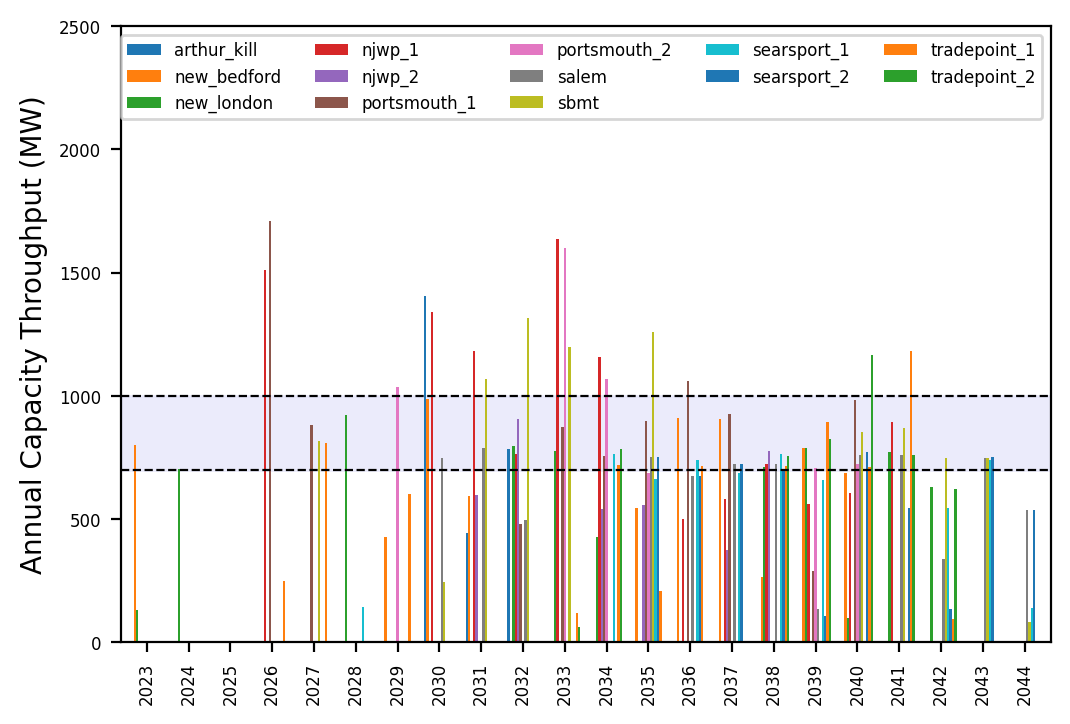 Annual Capacity Throughput (MW)
2500
2000
1500
1000
500
0
arthur_kill
new_bedford
new_london
njwp_1
njwp_2
portsmouth_1
portsmouth_2
salem
sbmt
searsport_1
searsport_2
tradepoint_1
tradepoint_2
2023 2024 2025 2026 2027 2028 2029 2030 2031 2032 2033 2034 2035 2036 2037 2038 2039 2040 2041 2042 2043 2044